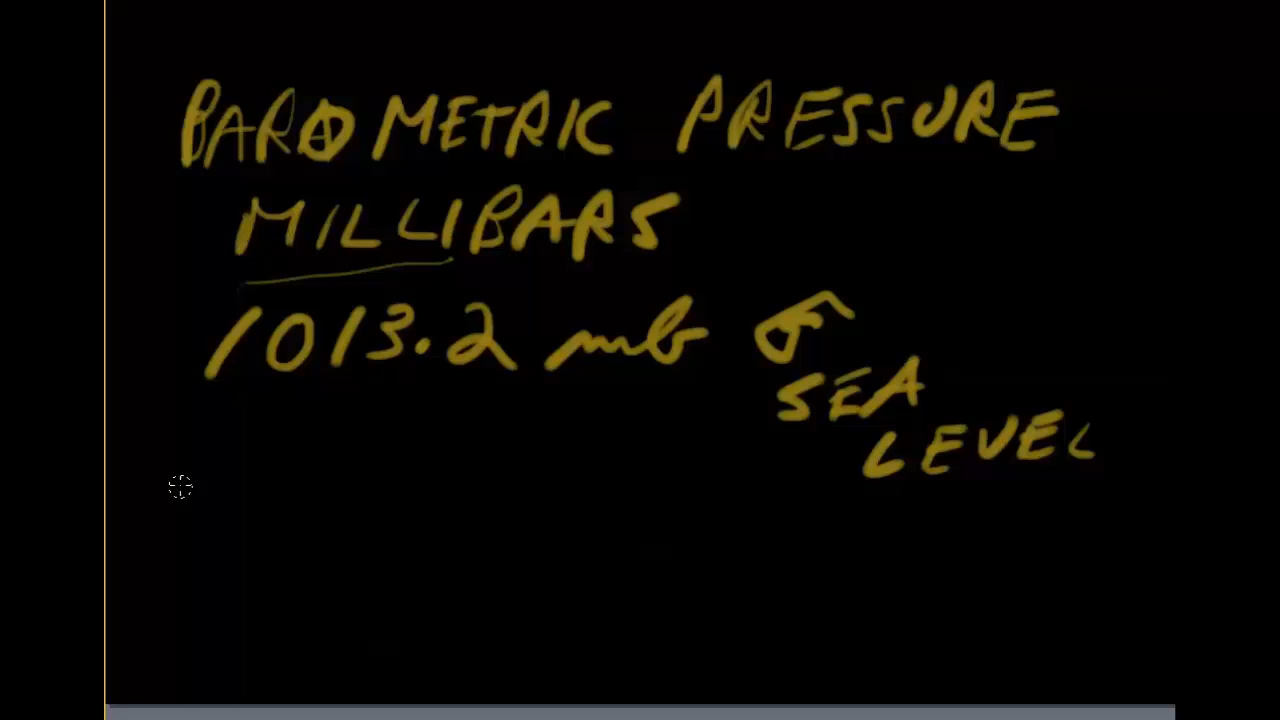 BAROMETRIC PRESSURE
MILLIBARS
1013.2 mb
SEA
LEVEL